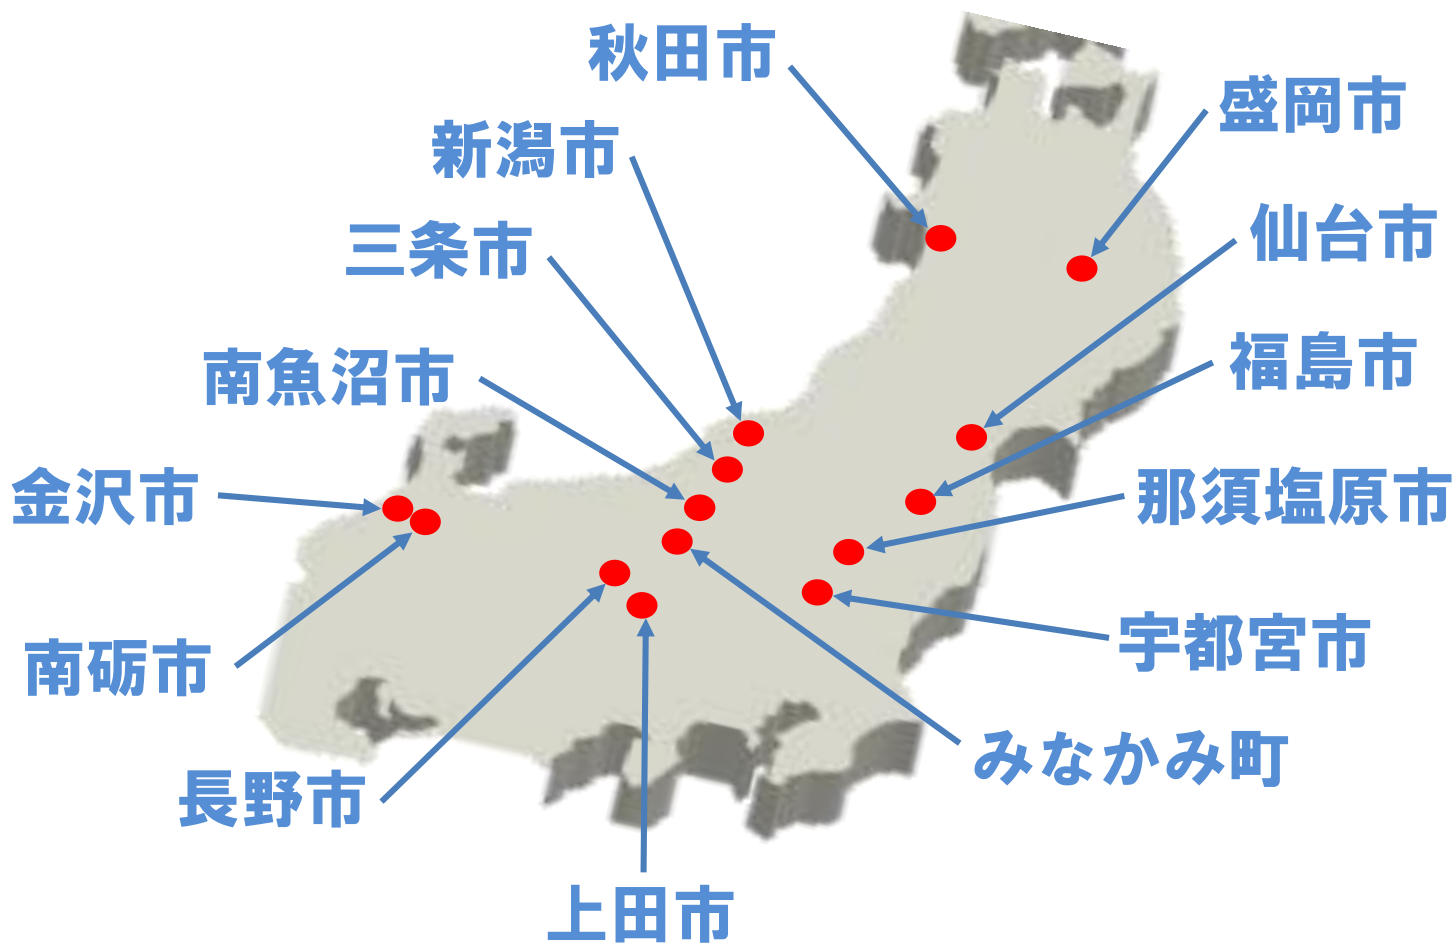 秋田市
盛岡市
新潟市
仙台市
三条市
福島市
南魚沼市
金沢市
那須塩原市
宇都宮市
南砺市
みなかみ町
長野市
上田市